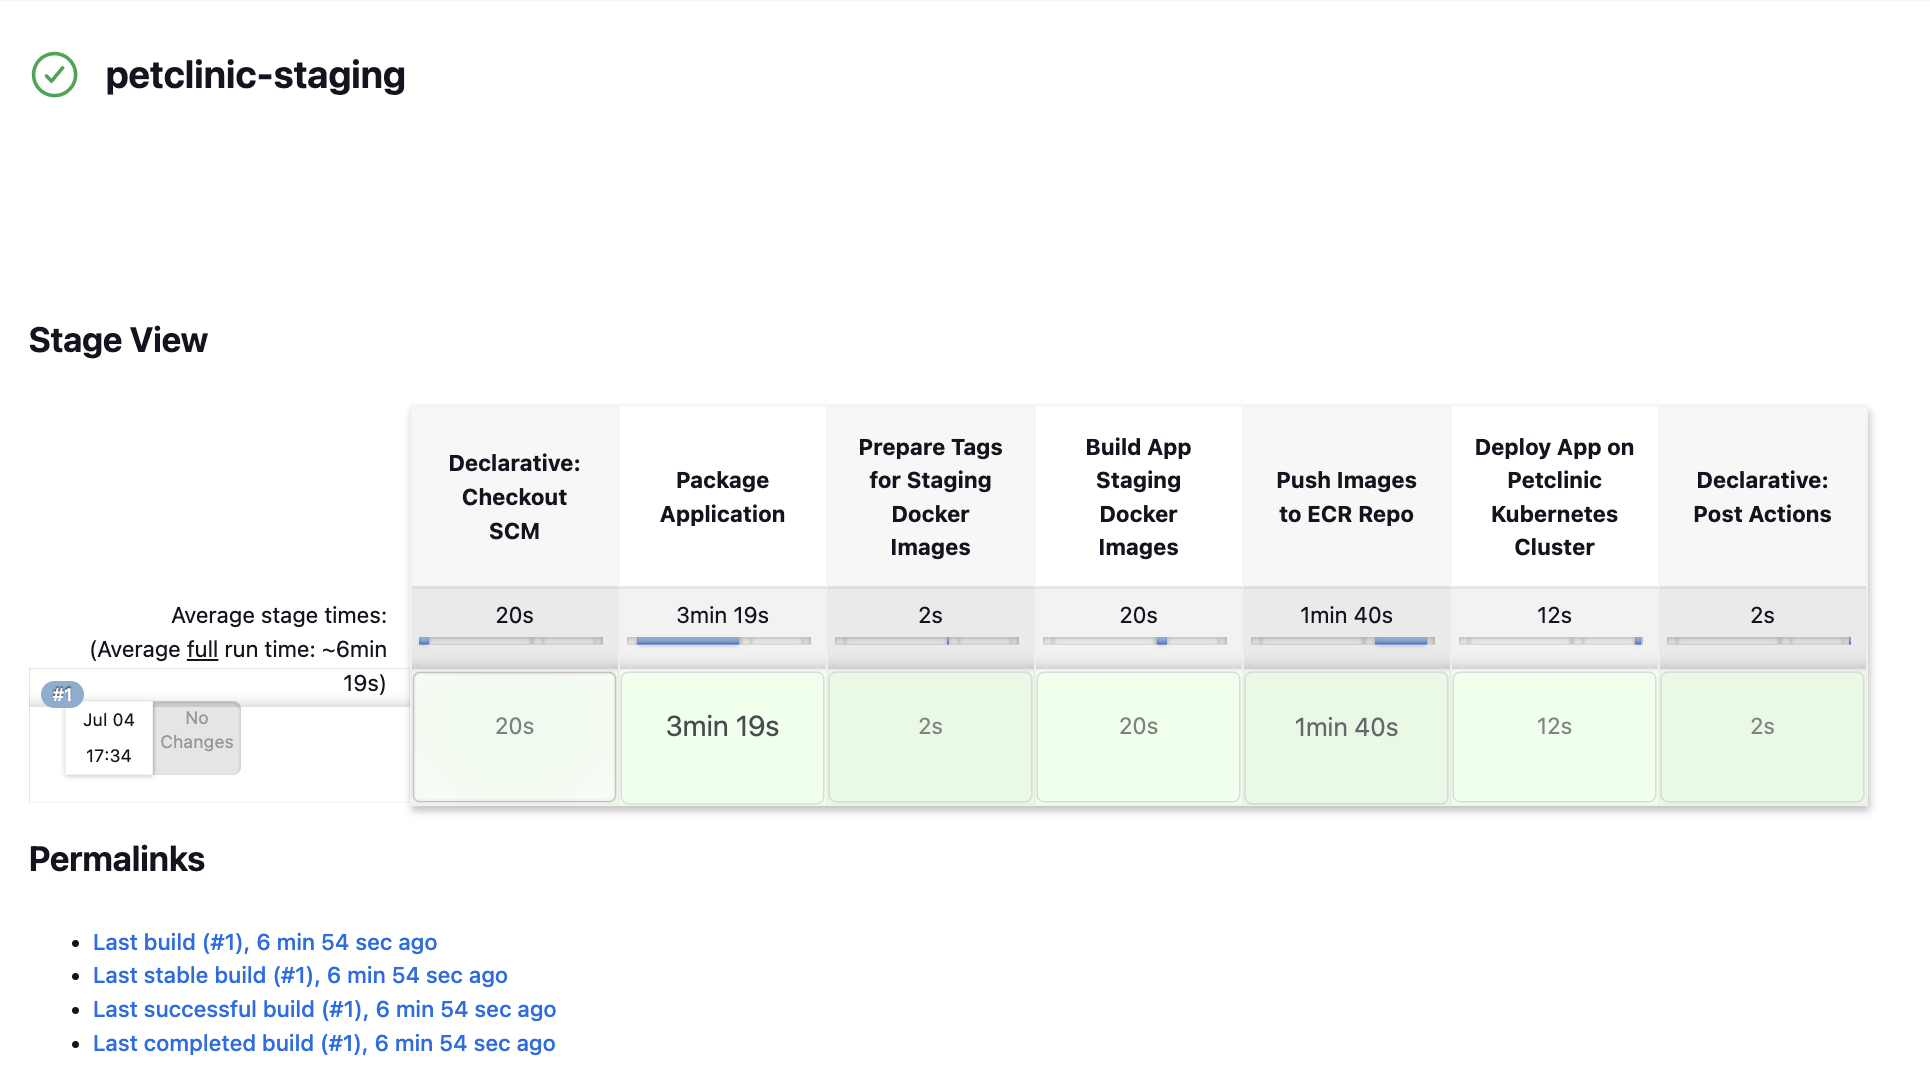 petclinic-staging
Stage View
Declarative:
Checkout
SCM
Package
Application
Prepare Tags
for Staging
Docker
Images
Build App
Staging
Docker
Images
Push Images
to ECR Repo
Deploy App on
Petclinic
Kubernetes
Cluster
Declarative:
Post Actions
Average stage times:
(Average full run time: ~6min
19s)
20s
3min 19s
2s
20s
1min 40s
12s
2s
#1
Jul 04
17:34
No
Changes
20s
3min 19s
2s
20s
1min 40s
12s
2s
Permalinks
Last build (#1), 6 min 54 sec ago
Last stable build (#1), 6 min 54 sec ago
Last successful build (#1), 6 min 54 sec ago
Last completed build (#1), 6 min 54 sec ago